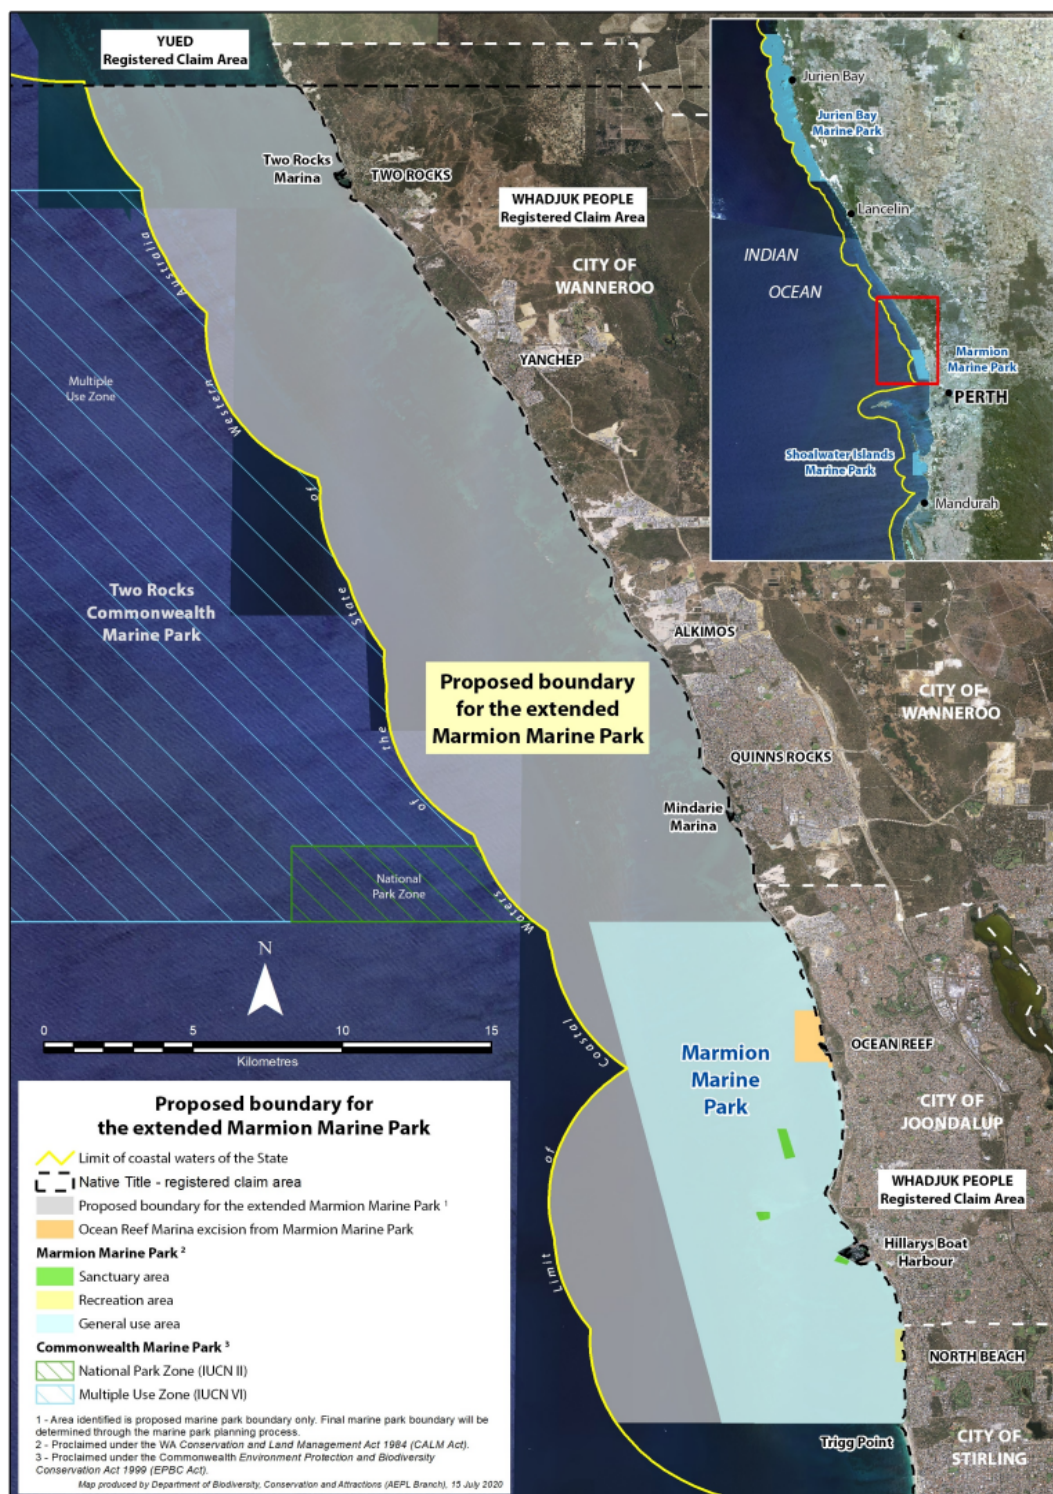 YUED
Registered Claim Area
Two Rocks
Marina
TWO ROCKS
WHADJUK PEOPLE
Registered Claim Area
CITY OF
WANNEROO
YANCHEP
Multiple
Use Zone
Two Rocks
Commonwealth
Marine Park
ALKIMOS
Proposed boundary
for the extended
Marmion Marine Park
CITY OF
WANNEROO
QUINNS ROCKS
Mindarie
Marina
National
Park Zone
Limit of Coastal Waters of the State of Western Australia
Jurien Bay
Jurien Bay
Marine Park
Lancelin
INDIAN
OCEAN
Marmion
Marine Park
PERTH
Shoalwater Islands
Marine Park
Mandurah
N
0 5 10 15
Kilometres
Marmion
Marine
Park
OCEAN REEF
CITY OF
JOONDALUP
WHADJUK PEOPLE
Registered Claim Area
Hillarys Boat
Harbour
NORTH BEACH
Trigg Point
CITY OF
STIRLING
Proposed boundary for
the extended Marmion Marine Park
Limit of coastal waters of the State
Native Title - registered claim area
Proposed boundary for the extended Marmion Marine Park 1
Ocean Reef Marina excision from Marmion Marine Park
Marmion Marine Park 2
Sanctuary area
Recreation area
General use area
Commonwealth Marine Park 3
National Park Zone (IUCN II)
Multiple Use Zone (IUCN VI)
1 - Area identified is proposed marine park boundary only. Final marine park boundary will be
determined through the marine park planning process.
2 - Proclaimed under the WA Conservation and Land Management Act 1984 (CALM Act).
3 - Proclaimed under the Commonwealth Environment Protection and Biodiversity
Conservation Act 1999 (EPBC Act).
Map produced by Department of Biodiversity, Conservation and Attractions (AEPL Branch), 15 July 2020